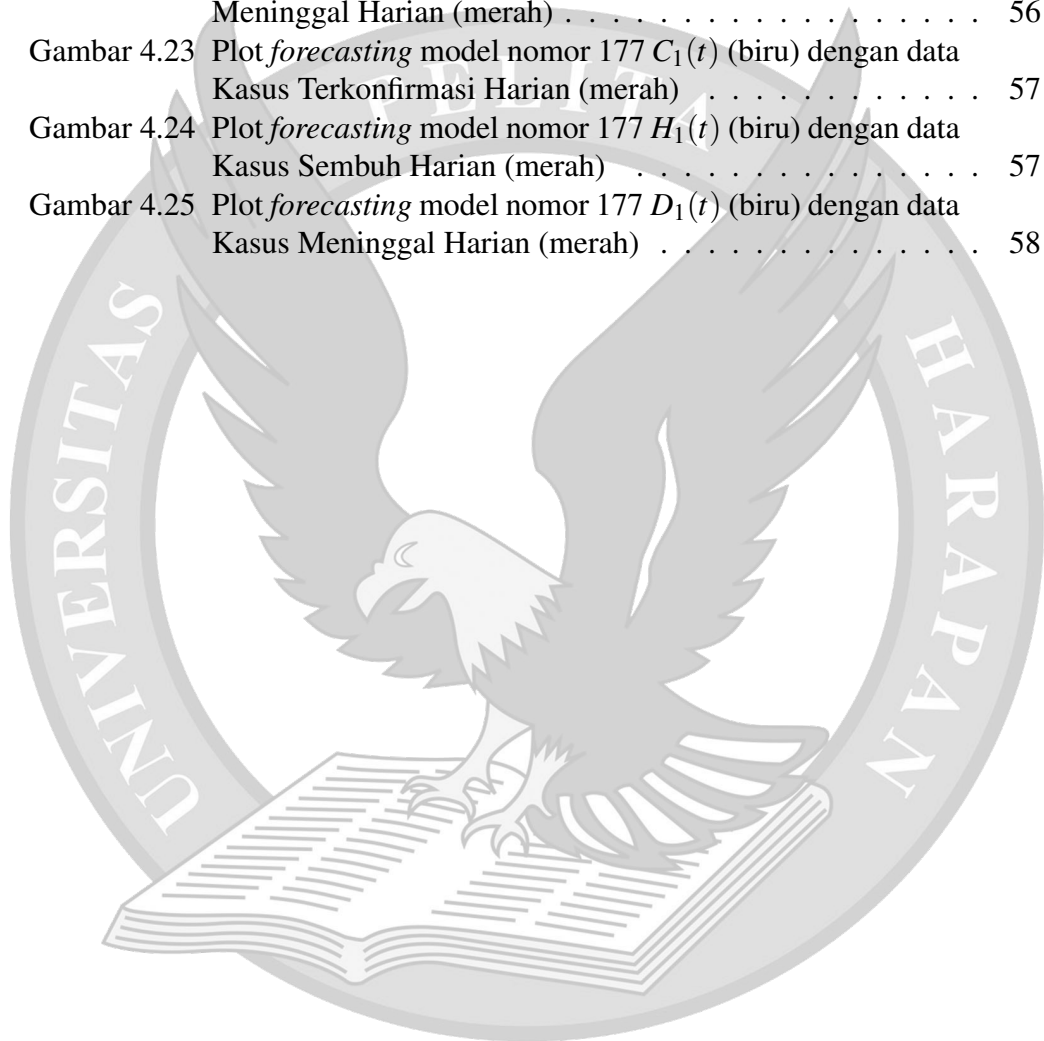 Meninggal Harian (merah) . . . . . . . . . . . . . . . . . . 56
Gambar 4.23 Plot forecasting model nomor 177 C₁(t) (biru) dengan data
Kasus Terkonfirmasi Harian (merah) . . . . . . . . . . . . 57
Gambar 4.24 Plot forecasting model nomor 177 H₁(t) (biru) dengan data
Kasus Sembuh Harian (merah) . . . . . . . . . . . . . . . 57
Gambar 4.25 Plot forecasting model nomor 177 D₁(t) (biru) dengan data
Kasus Meninggal Harian (merah) . . . . . . . . . . . . . . 58
UNIVERSITAS
PELITA
HARAPAN